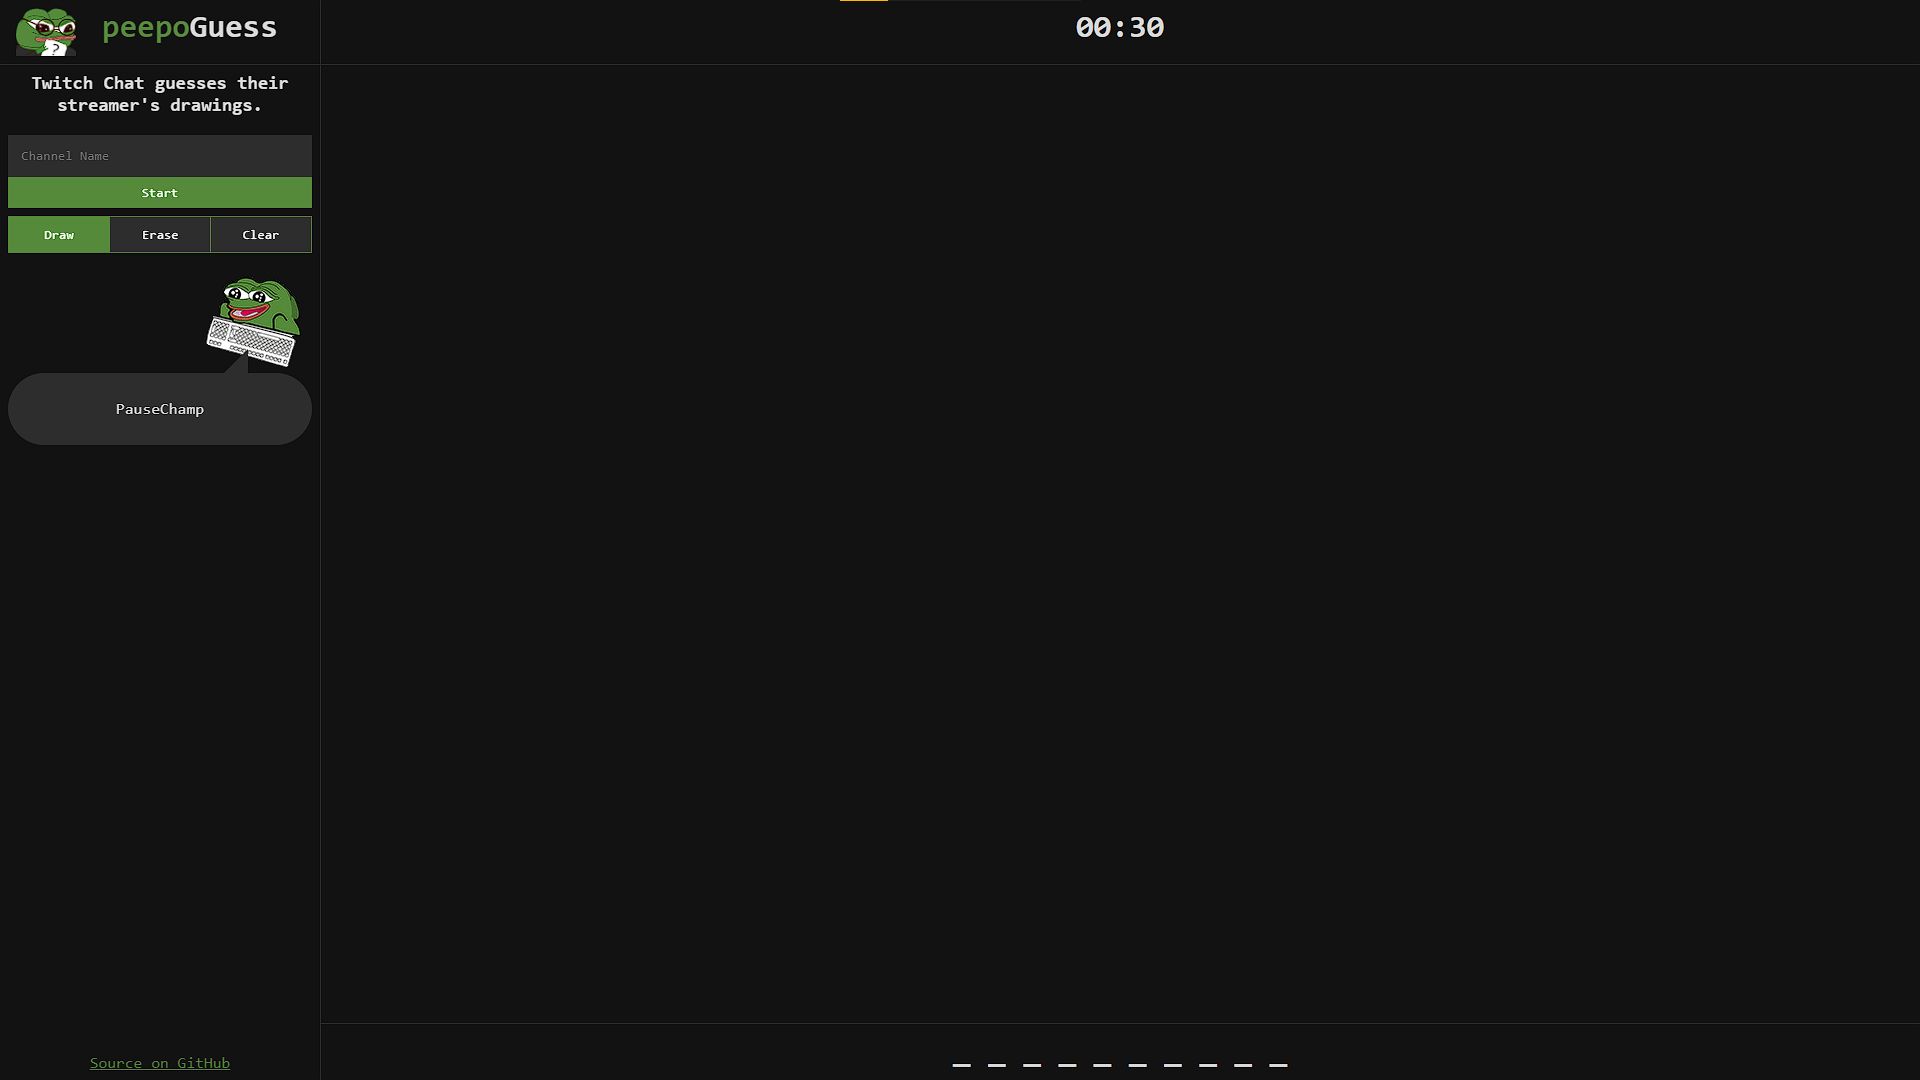 peepoGuess
00:30
Twitch Chat guesses their
streamer's drawings.
Channel Name
Start
Draw Erase Clear
PauseChamp
Source on GitHub
_ _ _ _ _ _ _ _ _ _